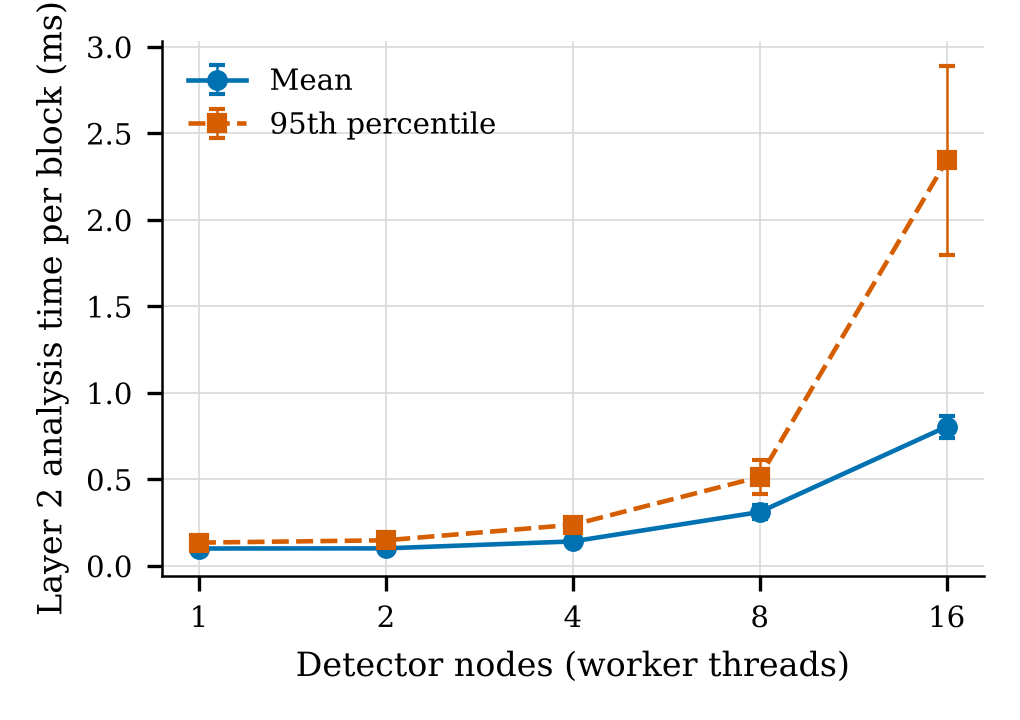 Layer 2 analysis time per block (ms)
3.0
2.5
2.0
1.5
1.0
0.5
0.0
Mean
95th percentile
1 2 4 8 16
Detector nodes (worker threads)